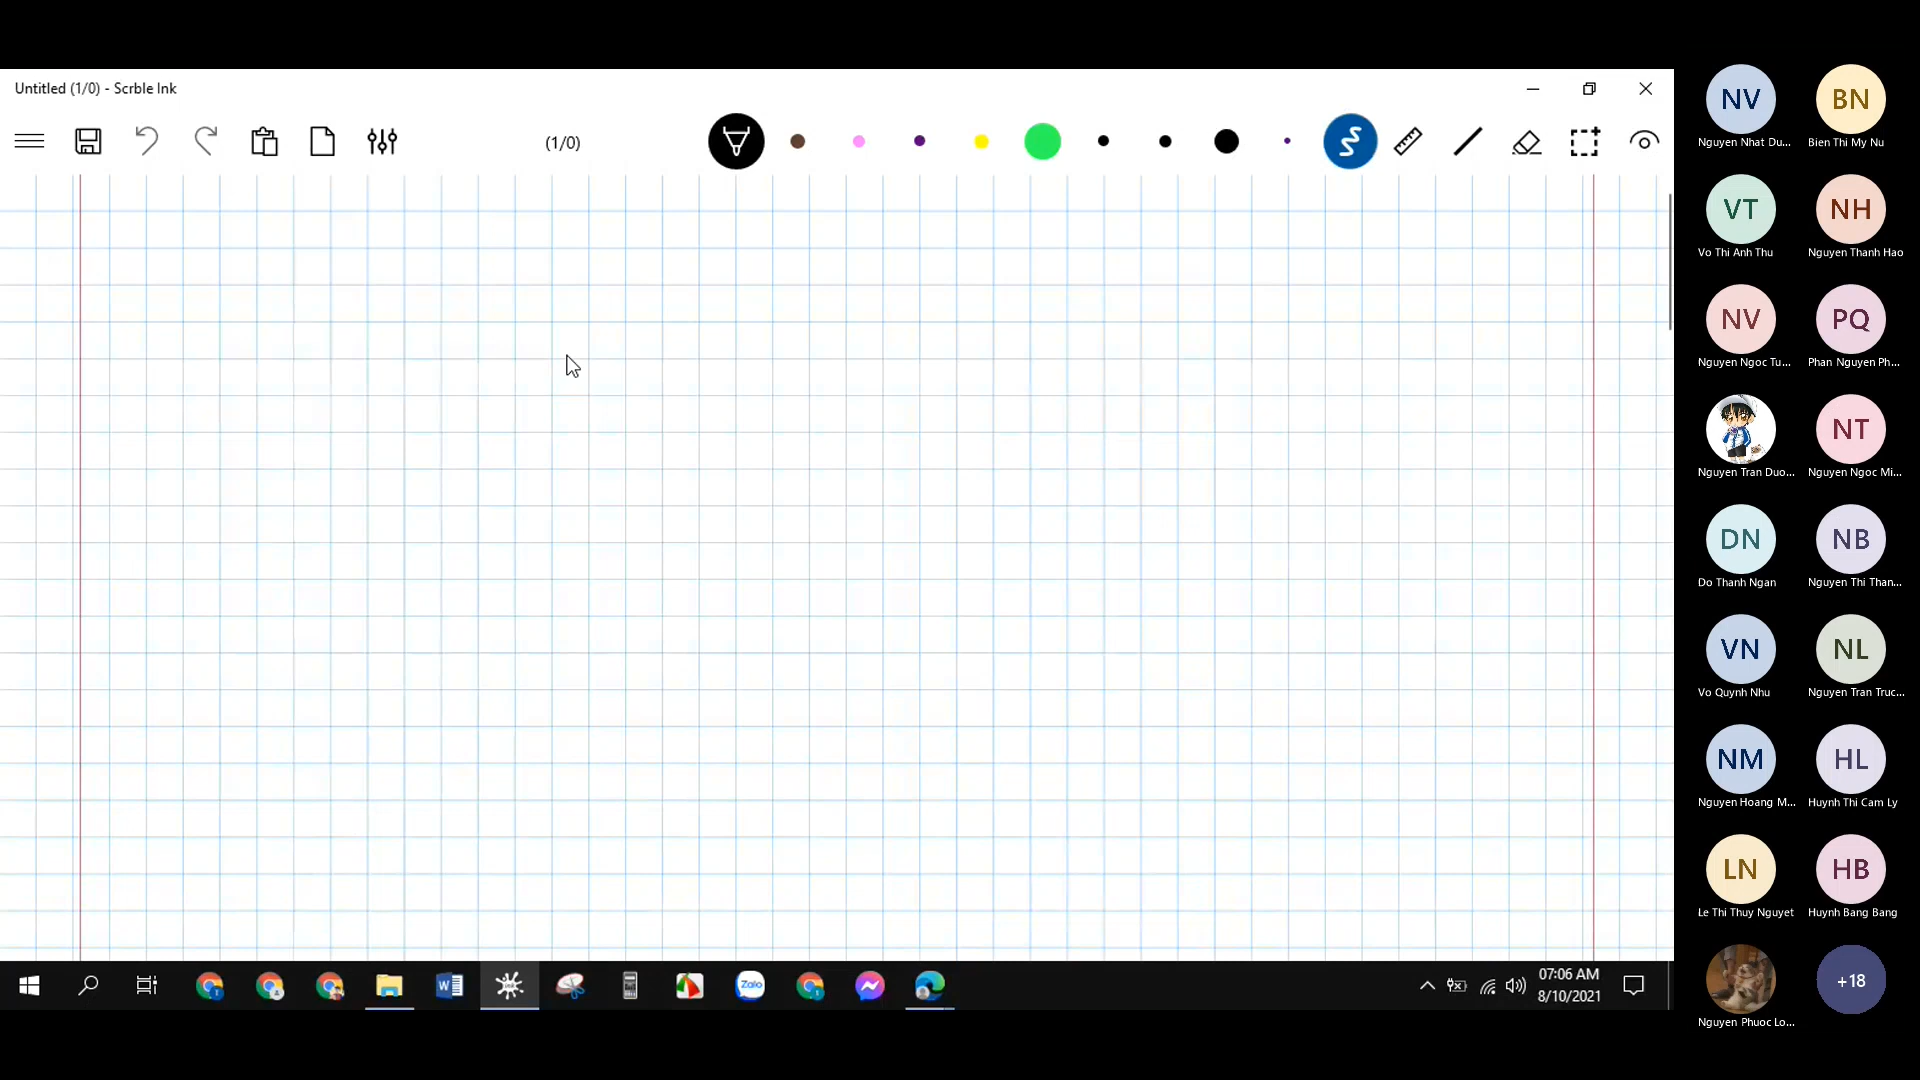 Untitled (1/0) - Scrble Ink
(1/0)
NV
BN
Nguyen Nhat Du...
Bien Thi My Nu
VT
NH
Vo Thi Anh Thu
Nguyen Thanh Hao
NV
PQ
Nguyen Ngoc Tu...
Phan Nguyen Ph...
NT
Nguyen Tran Duo...
Nguyen Ngoc Mi...
DN
NB
Do Thanh Ngan
Nguyen Thi Than...
VN
NL
Vo Quynh Nhu
Nguyen Tran Truc...
NM
HL
Nguyen Hoang M...
Huynh Thi Cam Ly
LN
HB
Le Thi Thuy Nguyet
Huynh Bang Bang
+18
Nguyen Phuoc Lo...
Zalo
07:06 AM
8/10/2021